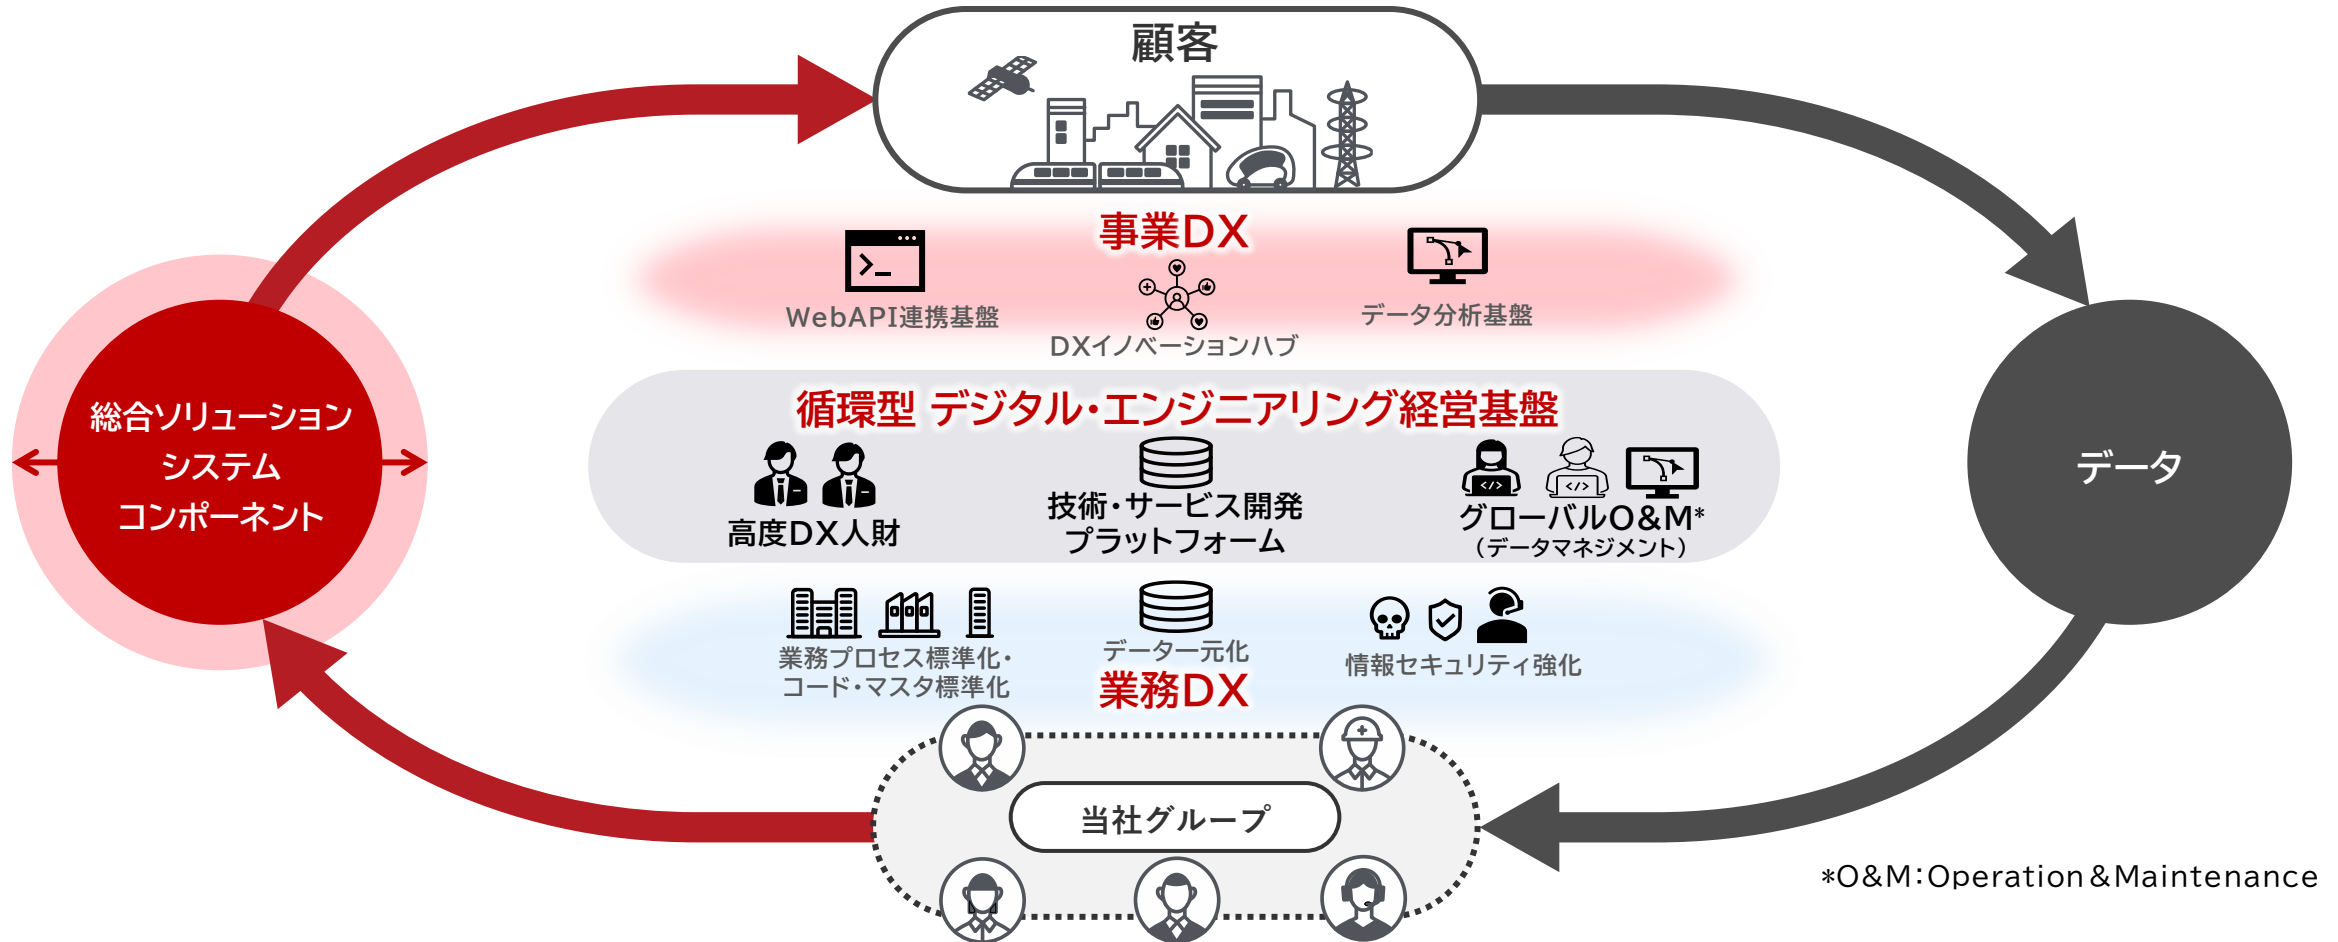 顧客
事業DX
WebAPI連携基盤
DXイノベーションハブ
データ分析基盤
総合ソリューション
システム
コンポーネント
循環型 デジタル・エンジニアリング経営基盤
高度DX人財
技術・サービス開発
プラットフォーム
グローバルO&M*
（データマネジメント）
データ
業務プロセス標準化・
コード・マスタ標準化
データ一元化
情報セキュリティ強化
業務DX
当社グループ
*O&M：Operation＆Maintenance